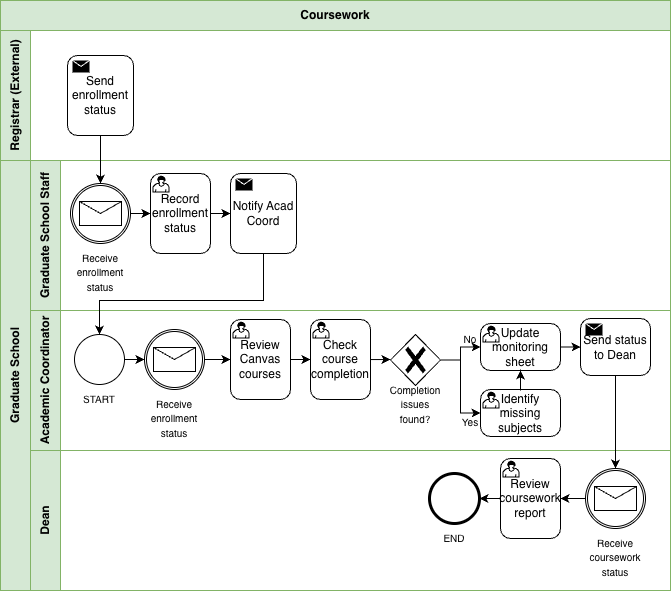 Coursework
Registrar (External)
Send
enrollment
status
Graduate School
Graduate School Staff
Receive
enrollment
status
Record
enrollment
status
Notify Acad
Coord
Academic Coordinator
START
Receive
enrollment
status
Review
Canvas
courses
Check
course
completion
Completion
issues
found?
No
Yes
Update
monitoring
sheet
Identify
missing
subjects
Send status
to Dean
Dean
END
Review
coursework
report
Receive
coursework
status